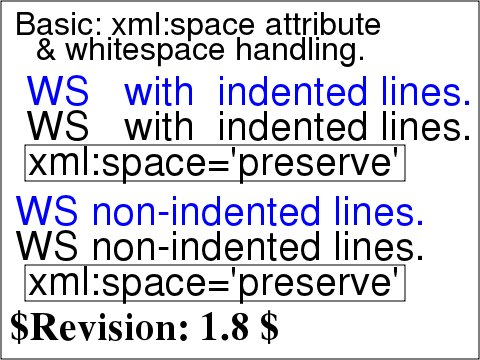 Basic: xml:space attribute
& whitespace handling.
WS   with  indented lines.
WS   with  indented lines.
xml:space='preserve'
WS non-indented lines.
WS non-indented lines.
xml:space='preserve'
$Revision: 1.8 $